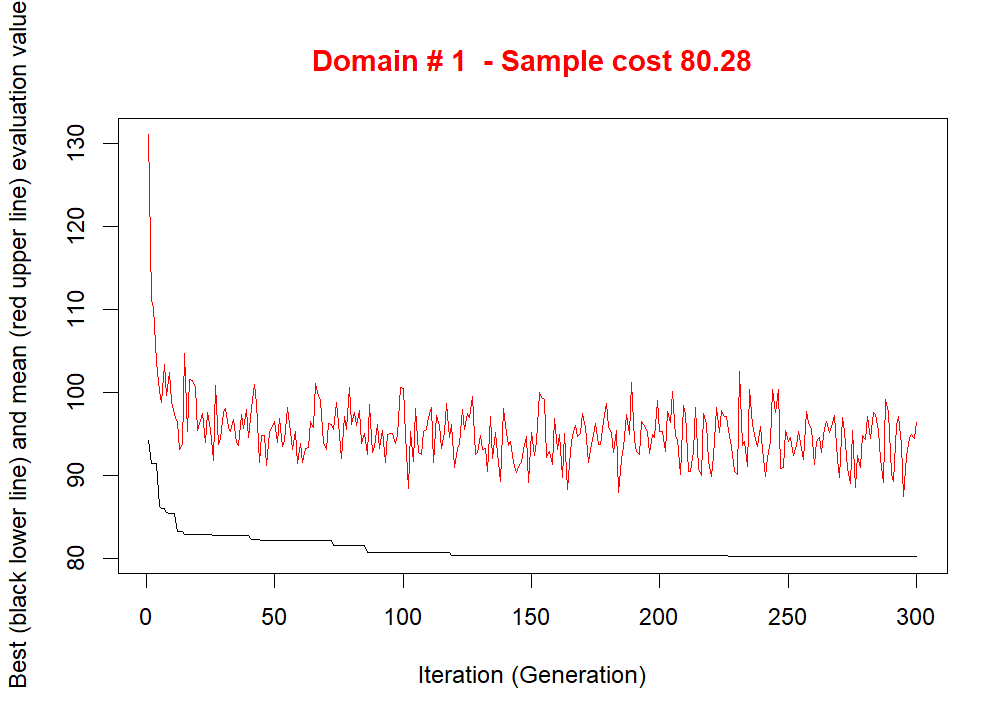 Domain # 1  - Sample cost 80.28
Best (black lower line) and mean (red upper line) evaluation value
130
120
110
100
90
80
0 50 100 150 200 250 300
Iteration (Generation)